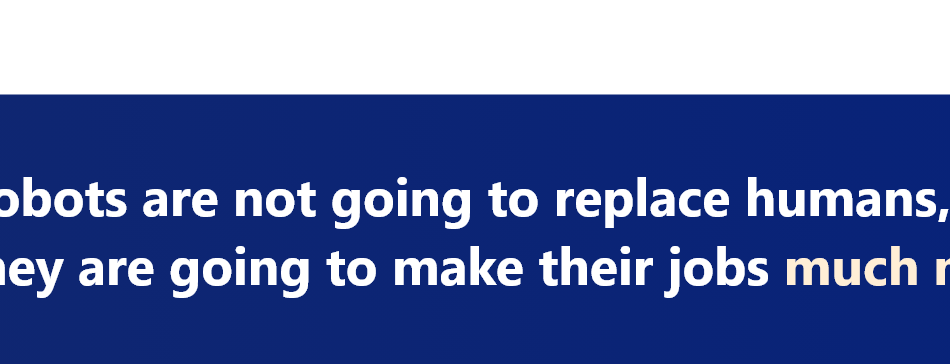 obots are not going to replace humans,
hey are going to make their jobs much